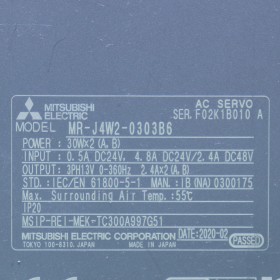 MITSUBISHI
ELECTRIC
AC SERVO
SER. F02K1B010 A
MODEL MR-J4W2-0303B6
POWER : 30W×2(A, B)
INPUT : 0.5A DC24V, 4.8A DC24V/2.4A DC48V
OUTPUT : 3PH13V 0-360Hz 2.4A×2(A, B)
STD. : IEC/EN 61800-5-1 MAN. : IB(NA) 0300175
Max. Surrounding Air Temp. : 55℃
IP20
MSIP-REI-MEK-TC300A997G51
MITSUBISHI ELECTRIC CORPORATION
DATE : 2020-02
TOKYO 100-8310, JAPAN MADE IN JAPAN
PASSED